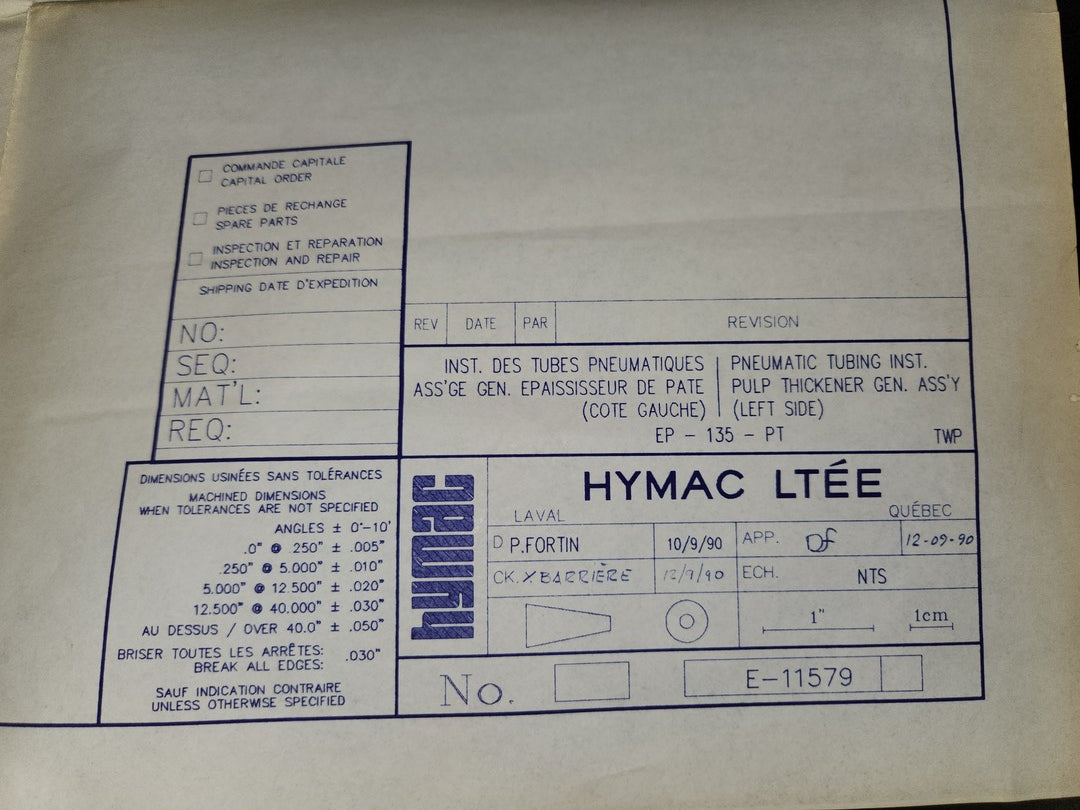 COMMANDE CAPITALE
CAPITAL ORDER
PIECES DE RECHANGE
SPARE PARTS
INSPECTION ET REPARATION
INSPECTION AND REPAIR
SHIPPING DATE D'EXPEDITION
NO:
SEQ:
MAT'L:
REQ:
REV DATE PAR REVISION
INST. DES TUBES PNEUMATIQUES
ASS'GE GEN. EPAISSISSEUR DE PATE
(COTE GAUCHE)
PNEUMATIC TUBING INST.
PULP THICKENER GEN. ASS'Y
(LEFT SIDE)
EP - 135 - PT
TWP
DIMENSIONS USINÉES SANS TOLÉRANCES
MACHINED DIMENSIONS
WHEN TOLERANCES ARE NOT SPECIFIED
ANGLES ± 0°-10'
.0" @ .250" ± .005"
.250" @ 5.000" ± .010"
5.000" @ 12.500" ± .020"
12.500" @ 40.000" ± .030"
AU DESSUS / OVER 40.0" ± .050"
BRISER TOUTES LES ARRÊTES:
BREAK ALL EDGES: .030"
SAUF INDICATION CONTRAIRE
UNLESS OTHERWISE SPECIFIED
hymac
HYMAC LTÉE
LAVAL QUÉBEC
D P.FORTIN 10/9/90 APP. 12-09-90
CK. BARRIÈRE 12/9/90 ECH. NTS
1" 1cm
No. E-11579